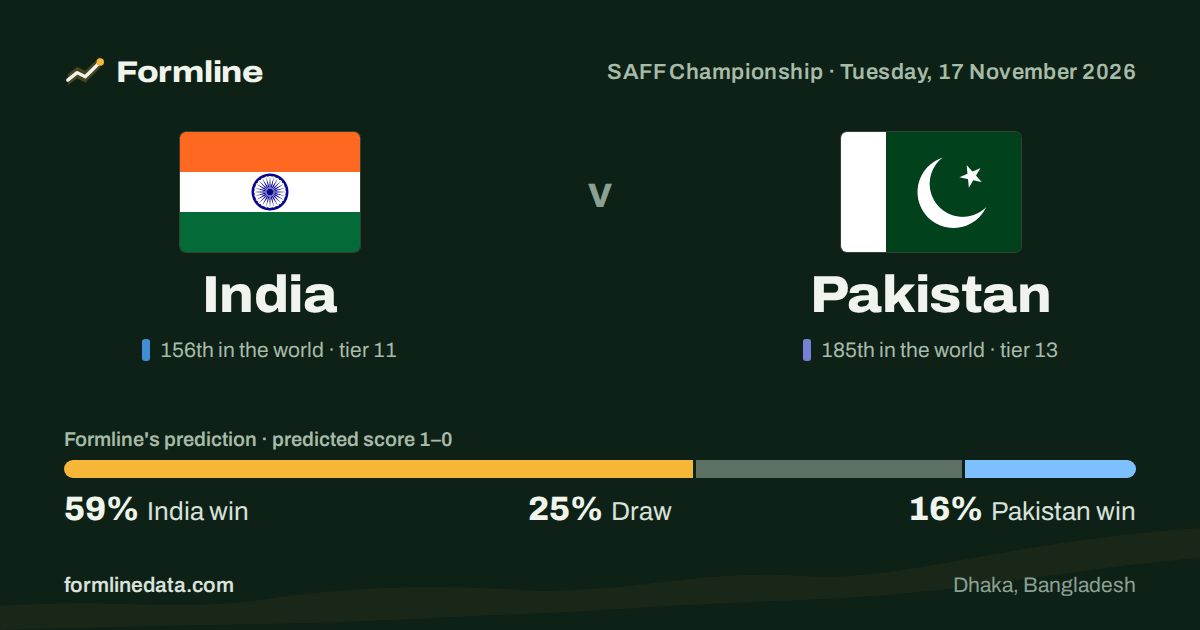 Formline
SAFF Championship · Tuesday, 17 November 2026
v
India
Pakistan
156th in the world · tier 11
185th in the world · tier 13
Formline's prediction · predicted score 1–0
59% India win
25% Draw
16% Pakistan win
formlinedata.com
Dhaka, Bangladesh